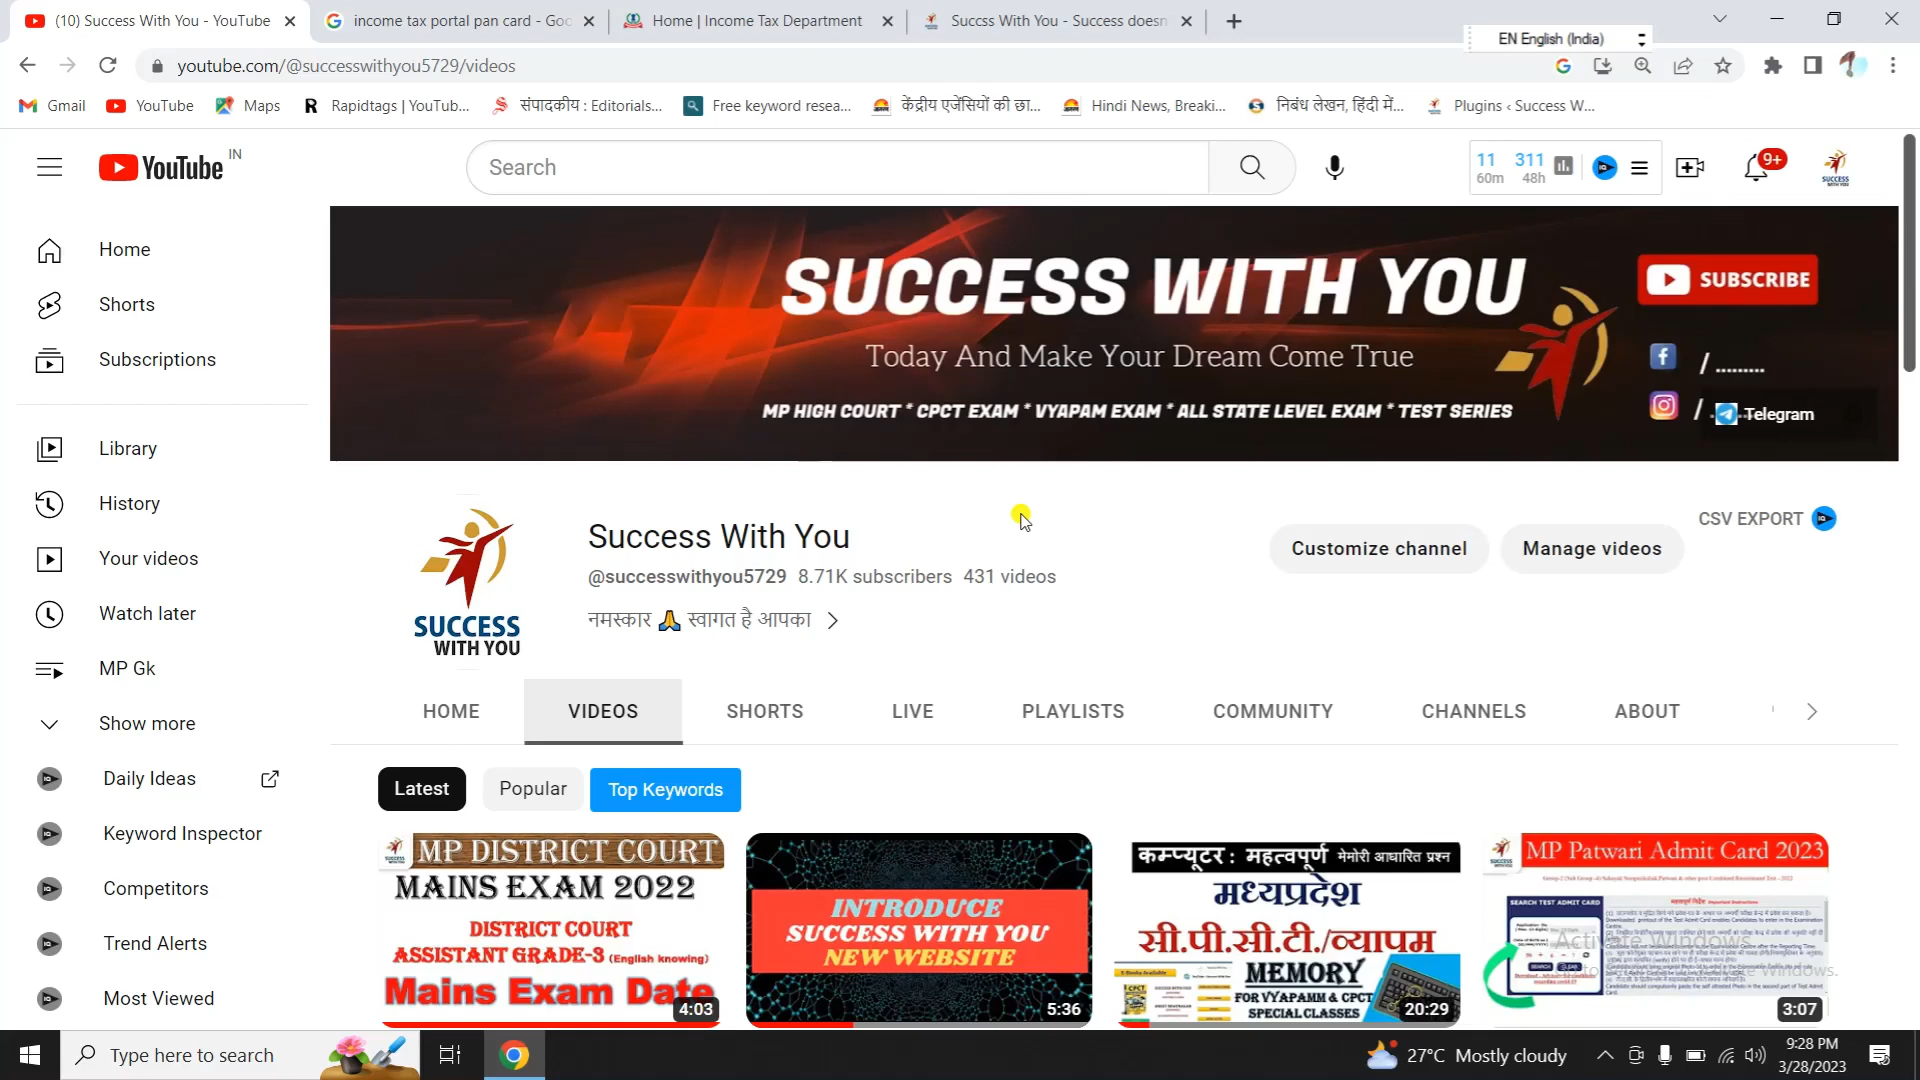 (10) Success With You - YouTube
income tax portal pan card - Goo
Home | Income Tax Department
Succss With You - Success doesn
EN English (India)
youtube.com/@successwithyou5729/videos
Gmail
YouTube
Maps
Rapidtags | YouTub...
संपादकीय : Editorials...
Free keyword resea...
केंद्रीय एजेंसियों की छा...
Hindi News, Breaki...
निबंध लेखन, हिंदी में...
Plugins ‹ Success W...
YouTube IN
Search
11 60m
311 48h
9+
SUCCESS WITH YOU
Home
Shorts
Subscriptions
Library
History
Your videos
Watch later
MP Gk
Show more
Daily Ideas
Keyword Inspector
Competitors
Trend Alerts
Most Viewed
SUCCESS WITH YOU
Today And Make Your Dream Come True
MP HIGH COURT * CPCT EXAM * VYAPAM EXAM * ALL STATE LEVEL EXAM * TEST SERIES
SUBSCRIBE
/ .........
Telegram
SUCCESS
WITH YOU
Success With You
@successwithyou5729 8.71K subscribers 431 videos
नमस्कार 🙏 स्वागत है आपका
Customize channel
Manage videos
CSV EXPORT
HOME
VIDEOS
SHORTS
LIVE
PLAYLISTS
COMMUNITY
CHANNELS
ABOUT
Latest
Popular
Top Keywords
MP DISTRICT COURT
MAINS EXAM 2022
DISTRICT COURT
ASSISTANT GRADE-3 (English knowing)
Mains Exam Date
4:03
INTRODUCE
SUCCESS WITH YOU
NEW WEBSITE
5:36
कम्प्यूटर : महत्वपूर्ण मेमोरी आधारित प्रश्न
मध्यप्रदेश
सी.पी.सी.टी./व्यापम
MEMORY
FOR VYAPAMM & CPCT
SPECIAL CLASSES
20:29
MP Patwari Admit Card 2023
SEARCH TEST ADMIT CARD
3:07
Activate Windows
Type here to search
27°C Mostly cloudy
9:28 PM
3/28/2023